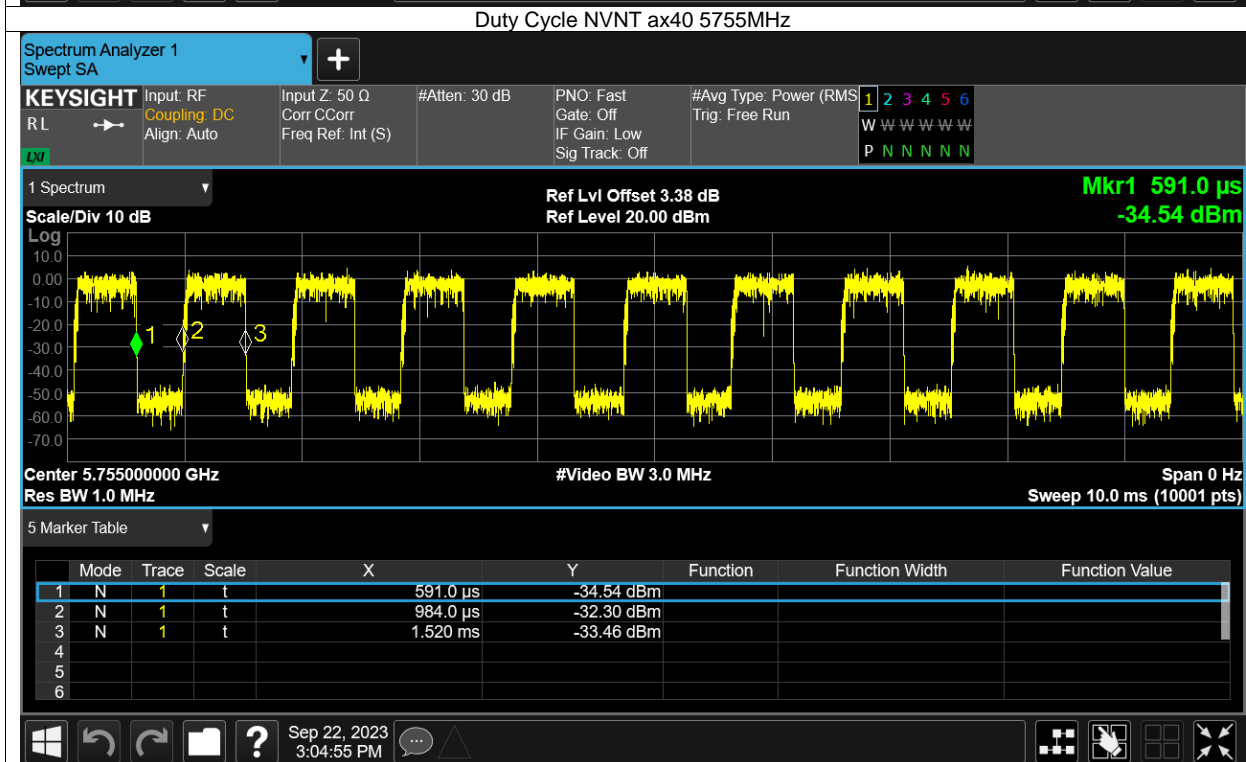 Duty Cycle NVNT ax40 5755MHz
Spectrum Analyzer 1
Swept SA
+
KEYSIGHT Input: RF Input Z: 50 Ω #Atten: 30 dB PNO: Fast #Avg Type: Power (RMS 1 2 3 4 5 6
RL Coupling: DC Corr CCorr Gate: Off Trig: Free Run W W W W W W
Align: Auto Freq Ref: Int (S) IF Gain: Low
LXI Sig Track: Off P N N N N N
1 Spectrum Ref Lvl Offset 3.38 dB Mkr1 591.0 µs
Scale/Div 10 dB Ref Level 20.00 dBm -34.54 dBm
Log
10.0
0.00
-10.0
-20.0
1 2 3
-30.0
-40.0
-50.0
-60.0
-70.0
Center 5.755000000 GHz #Video BW 3.0 MHz Span 0 Hz
Res BW 1.0 MHz Sweep 10.0 ms (10001 pts)
5 Marker Table
Mode Trace Scale X Y Function Function Width Function Value
1 N 1 t 591.0 µs -34.54 dBm
2 N 1 t 984.0 µs -32.30 dBm
3 N 1 t 1.520 ms -33.46 dBm
4
5
6
? Sep 22, 2023
3:04:55 PM